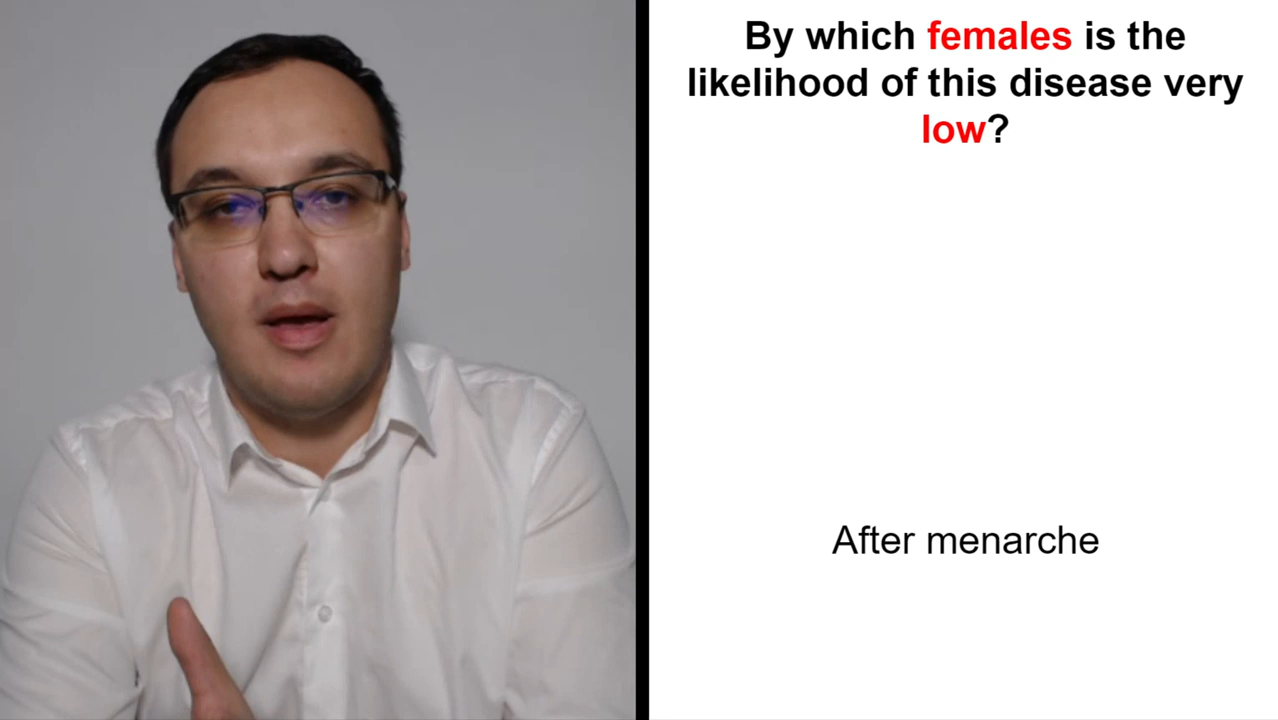 By which females is the
likelihood of this disease very
low?
After menarche